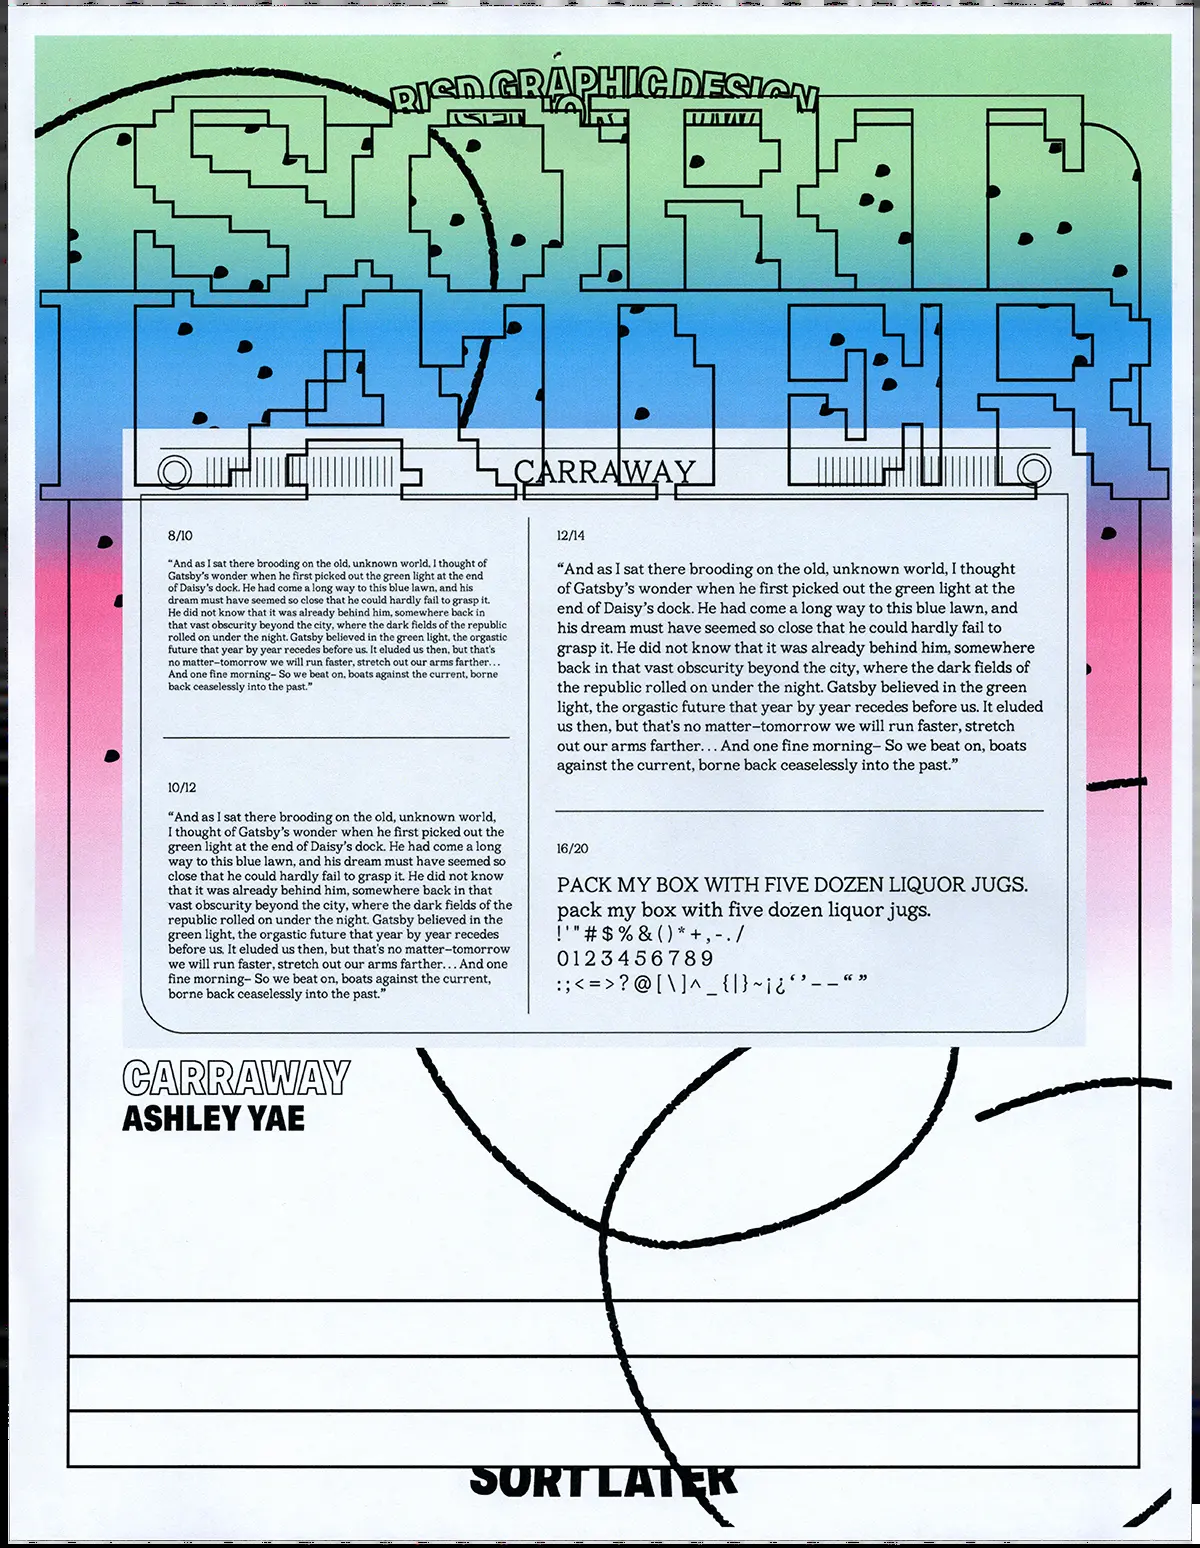 RISD GRAPHIC DESIGN
SORT
LATER
CARRAWAY
8/10
“And as I sat there brooding on the old, unknown world, I thought of
Gatsby’s wonder when he first picked out the green light at the end
of Daisy’s dock. He had come a long way to this blue lawn, and his
dream must have seemed so close that he could hardly fail to grasp it.
He did not know that it was already behind him, somewhere back in
that vast obscurity beyond the city, where the dark fields of the republic
rolled on under the night. Gatsby believed in the green light, the orgastic
future that year by year recedes before us. It eluded us then, but that’s
no matter–tomorrow we will run faster, stretch out our arms farther...
And one fine morning– So we beat on, boats against the current, borne
back ceaselessly into the past.”
10/12
“And as I sat there brooding on the old, unknown world,
I thought of Gatsby’s wonder when he first picked out the
green light at the end of Daisy’s dock. He had come a long
way to this blue lawn, and his dream must have seemed so
close that he could hardly fail to grasp it. He did not know
that it was already behind him, somewhere back in that
vast obscurity beyond the city, where the dark fields of the
republic rolled on under the night. Gatsby believed in the
green light, the orgastic future that year by year recedes
before us. It eluded us then, but that’s no matter–tomorrow
we will run faster, stretch out our arms farther... And one
fine morning– So we beat on, boats against the current,
borne back ceaselessly into the past.”
12/14
“And as I sat there brooding on the old, unknown world, I thought
of Gatsby’s wonder when he first picked out the green light at the
end of Daisy’s dock. He had come a long way to this blue lawn, and
his dream must have seemed so close that he could hardly fail to
grasp it. He did not know that it was already behind him, somewhere
back in that vast obscurity beyond the city, where the dark fields of
the republic rolled on under the night. Gatsby believed in the green
light, the orgastic future that year by year recedes before us. It eluded
us then, but that’s no matter–tomorrow we will run faster, stretch
out our arms farther... And one fine morning– So we beat on, boats
against the current, borne back ceaselessly into the past.”
16/20
PACK MY BOX WITH FIVE DOZEN LIQUOR JUGS.
pack my box with five dozen liquor jugs.
!'"#$%&()*+,-./
0123456789
:;<=>?@[\]^_{|}~¡¿‘’––“”
CARRAWAY
ASHLEY YAE
SORT LATER